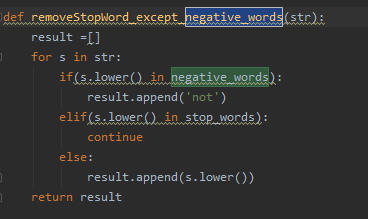 def removeStopWord_except_negative_words(str):
    result =[]
    for s in str:
        if(s.lower() in negative_words):
            result.append('not')
        elif(s.lower() in stop_words):
            continue
        else:
            result.append(s.lower())
    return result